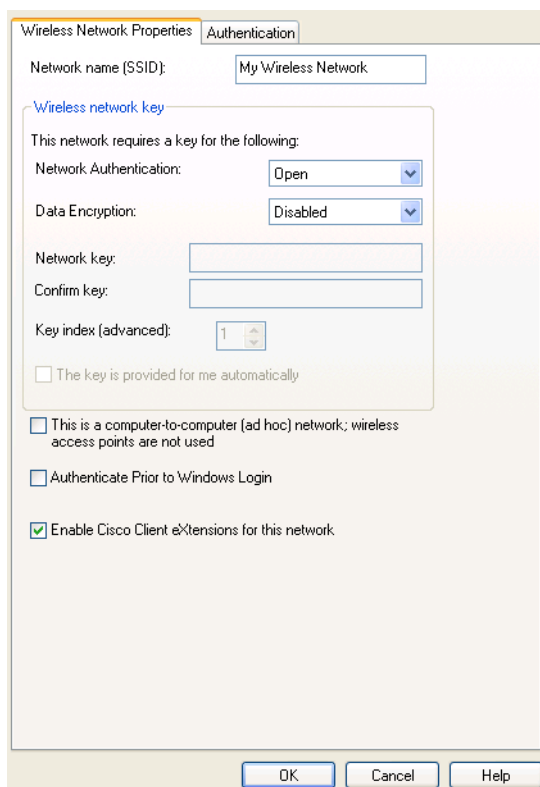 Wireless Network Properties
Authentication
Network name (SSID):
My Wireless Network
Wireless network key
This network requires a key for the following:
Network Authentication:
Open
Data Encryption:
Disabled
Network key:
Confirm key:
Key index (advanced):
1
The key is provided for me automatically
This is a computer-to-computer (ad hoc) network; wireless
access points are not used
Authenticate Prior to Windows Login
Enable Cisco Client eXtensions for this network
OK
Cancel
Help